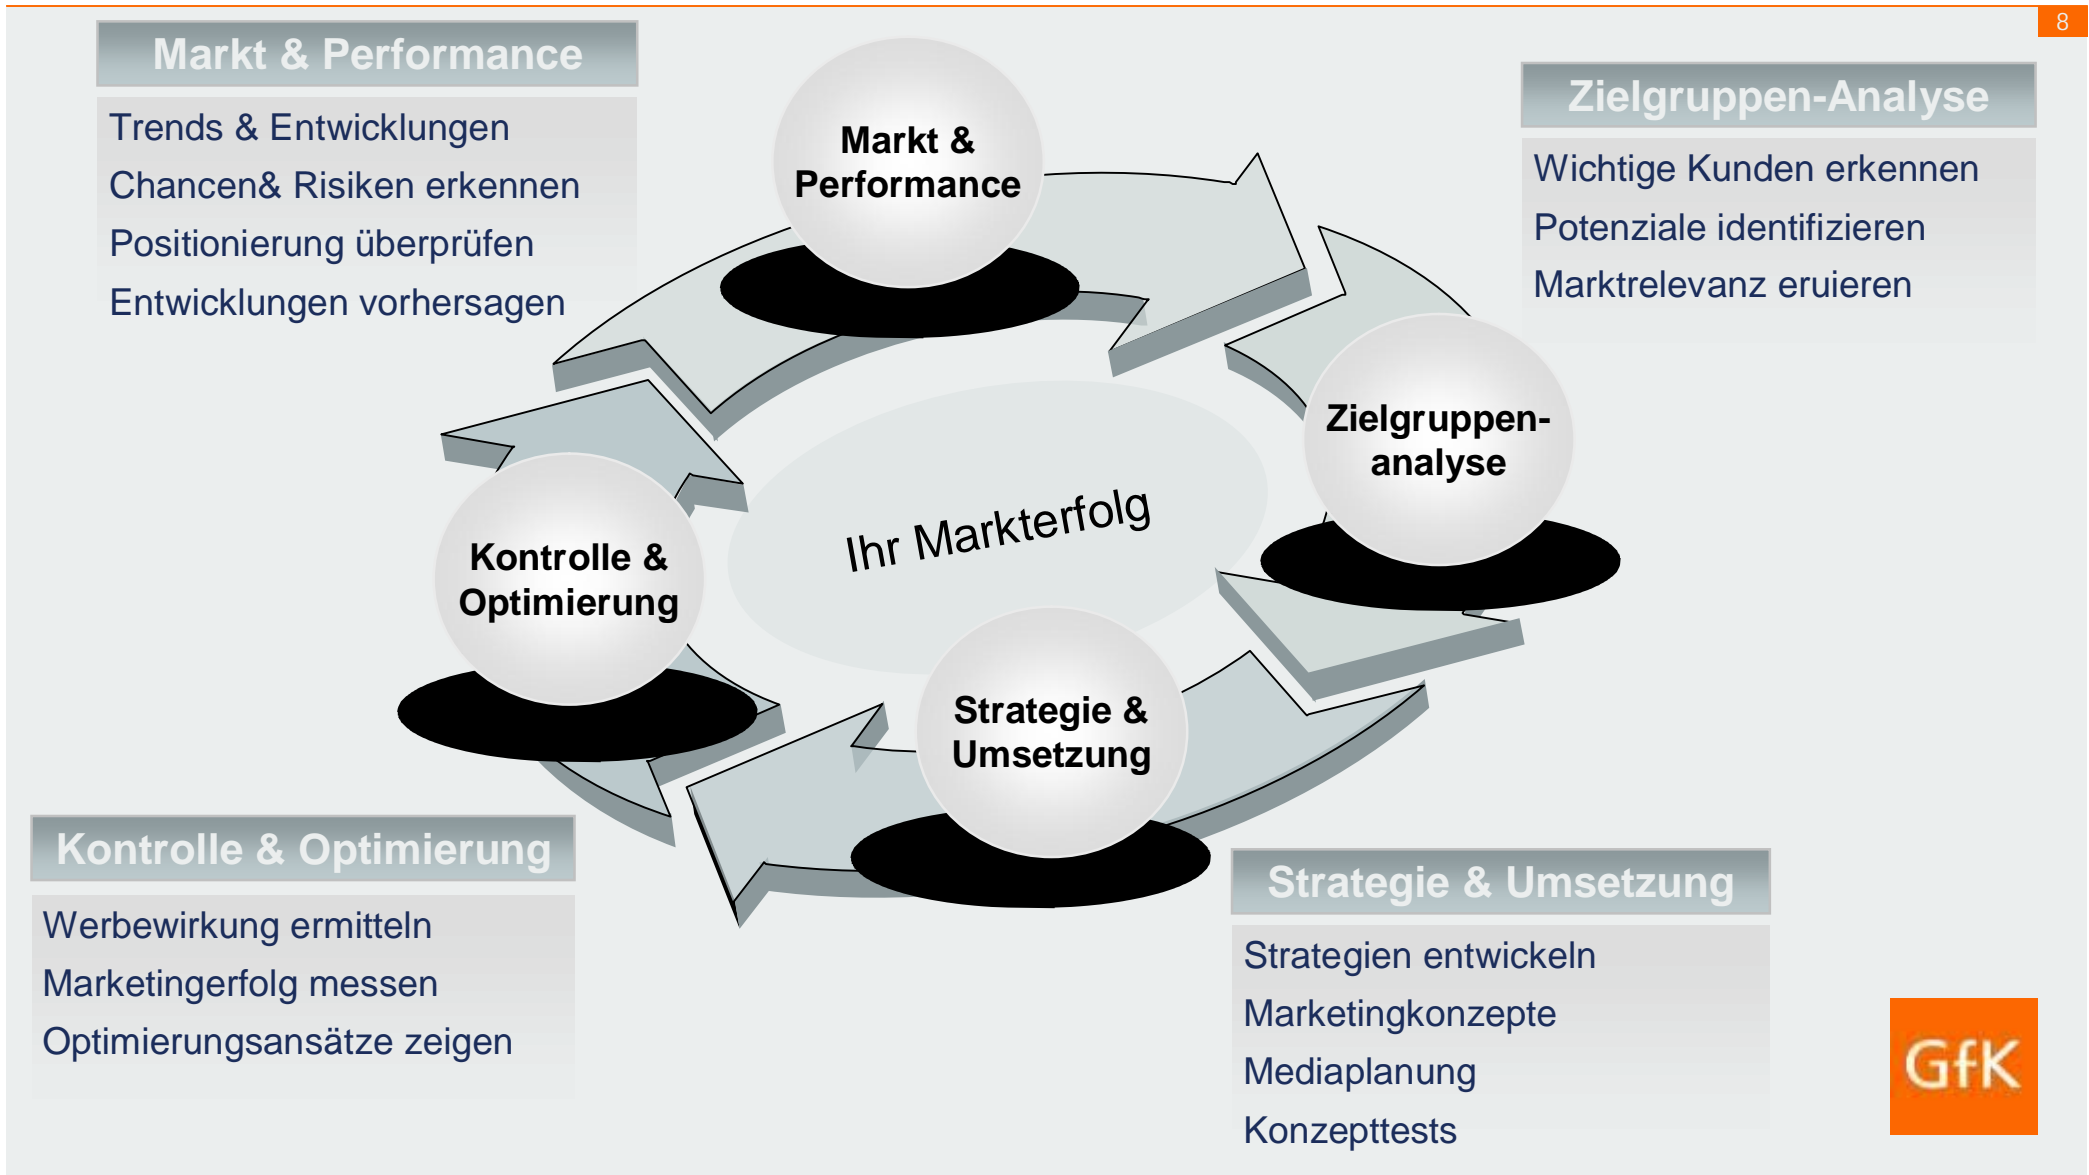 8
Markt & Performance
Trends & Entwicklungen
Chancen& Risiken erkennen
Positionierung überprüfen
Entwicklungen vorhersagen
Markt &
Performance
Zielgruppen-Analyse
Wichtige Kunden erkennen
Potenziale identifizieren
Marktrelevanz eruieren
Zielgruppen-
analyse
Ihr Markterfolg
Kontrolle &
Optimierung
Strategie &
Umsetzung
Kontrolle & Optimierung
Werbewirkung ermitteln
Marketingerfolg messen
Optimierungsansätze zeigen
Strategie & Umsetzung
Strategien entwickeln
Marketingkonzepte
Mediaplanung
Konzepttests
GfK